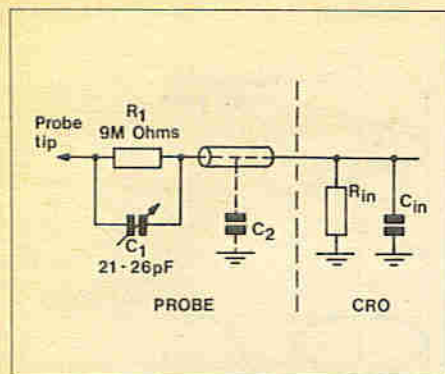 R1
9M Ohms
Probe
tip
Rin
Cin
C2
C1
21-26pF
PROBE
CRO